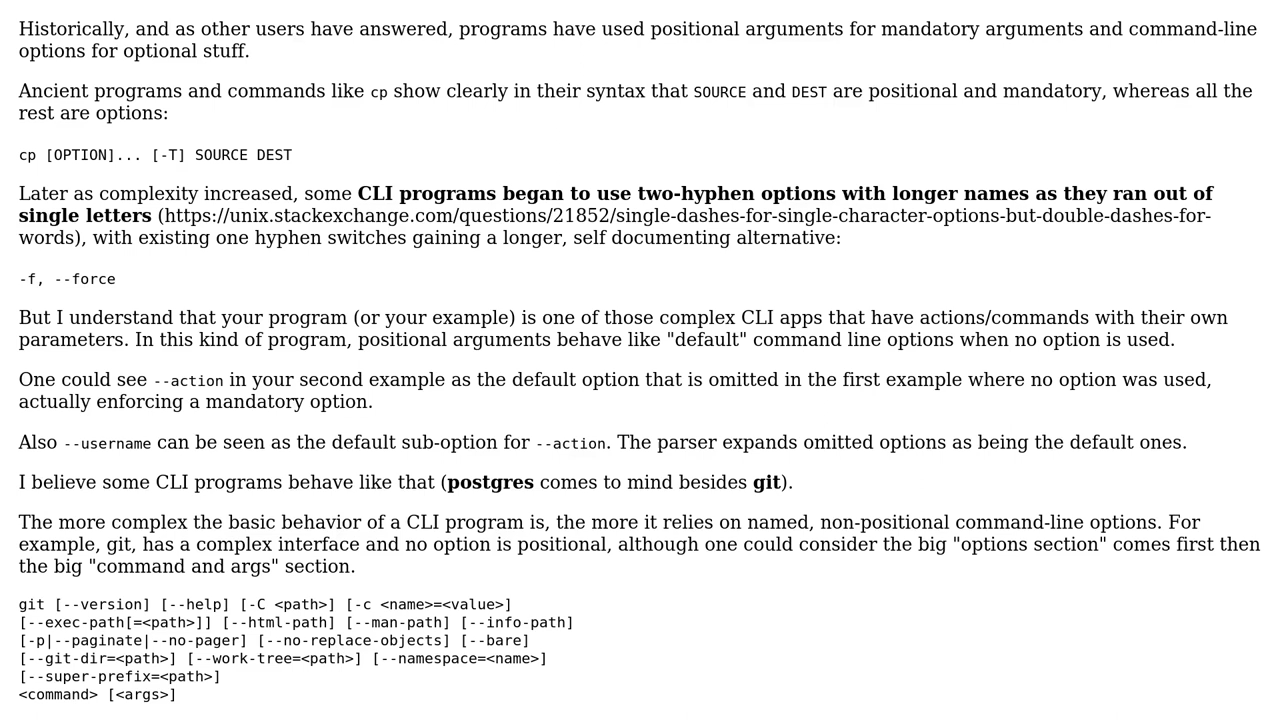 Historically, and as other users have answered, programs have used positional arguments for mandatory arguments and command-line
options for optional stuff.
Ancient programs and commands like cp show clearly in their syntax that SOURCE and DEST are positional and mandatory, whereas all the
rest are options:
cp [OPTION]... [-T] SOURCE DEST
Later as complexity increased, some CLI programs began to use two-hyphen options with longer names as they ran out of
single letters (https://unix.stackexchange.com/questions/21852/single-dashes-for-single-character-options-but-double-dashes-for-
words), with existing one hyphen switches gaining a longer, self documenting alternative:
-f, --force
But I understand that your program (or your example) is one of those complex CLI apps that have actions/commands with their own
parameters. In this kind of program, positional arguments behave like "default" command line options when no option is used.
One could see --action in your second example as the default option that is omitted in the first example where no option was used,
actually enforcing a mandatory option.
Also --username can be seen as the default sub-option for --action. The parser expands omitted options as being the default ones.
I believe some CLI programs behave like that (postgres comes to mind besides git).
The more complex the basic behavior of a CLI program is, the more it relies on named, non-positional command-line options. For
example, git, has a complex interface and no option is positional, although one could consider the big "options section" comes first then
the big "command and args" section.
git [--version] [--help] [-C <path>] [-c <name>=<value>]
[--exec-path[=<path>]] [--html-path] [--man-path] [--info-path]
[-p|--paginate|--no-pager] [--no-replace-objects] [--bare]
[--git-dir=<path>] [--work-tree=<path>] [--namespace=<name>]
[--super-prefix=<path>]
<command> [<args>]